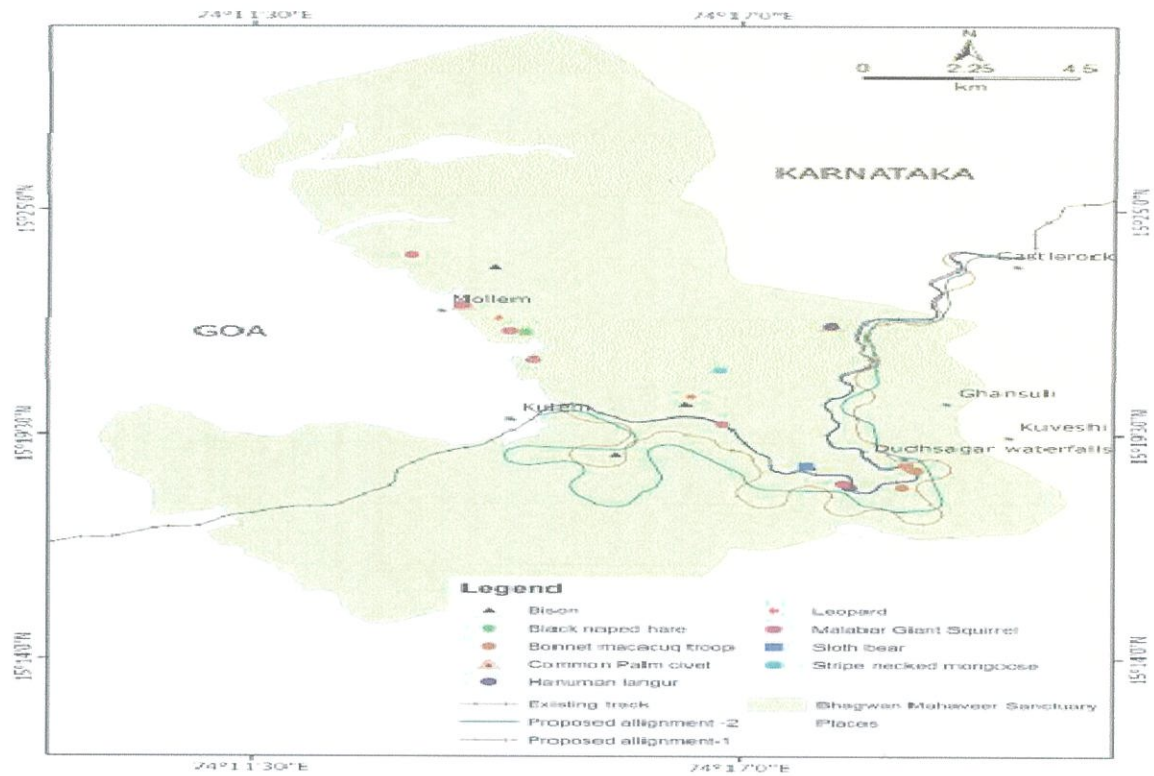 74°11'30"E 74°17'0"E
N
0 2.25 4.5
km
KARNATAKA
15°25'0"N 15°25'0"N
Castlerock
Mollem
GOA
Ghansuli
Kulem
15°19'30"N 15°19'30"N
Kuveshi
Dudhsagar waterfalls
Legend
Bison
Leopard
Black naped hare
Malabar Giant Squirrel
Bonnet macacuq troop
Sloth bear
Common Palm civet
Stripe necked mongoose
Hanuman langur
15°14'0"N 15°14'0"N
Existing track
Bhagwan Mahaveer Sanctuary
Proposed allignment -2
Places
Proposed allignment-1
74°11'30"E 74°17'0"E